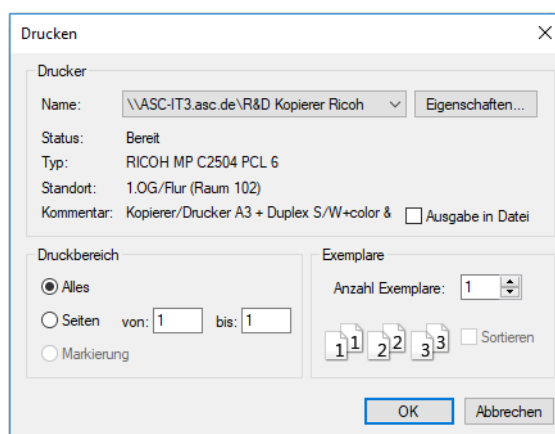 Drucken
Drucker
Name: \\ASC-IT3.asc.de\R&D Kopierer Ricoh Eigenschaften...
Status: Bereit
Typ: RICOH MP C2504 PCL 6
Standort: 1.OG/Flur (Raum 102)
Kommentar: Kopierer/Drucker A3 + Duplex S/W+color & Ausgabe in Datei
Druckbereich
Alles
Seiten von: 1 bis: 1
Markierung
Exemplare
Anzahl Exemplare: 1
1 1 2 2 3 3 Sortieren
OK Abbrechen